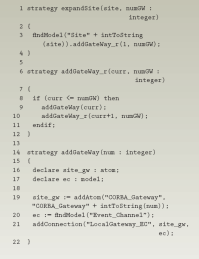 1 strategy expandSite(site, numGW :
integer)
2 {
3 findModel("Site" + intToString
(site)).addGateWay_r(1, numGW);
4 }
5
6 strategy addGateWay_r(curr, numGW :
integer)
7 {
8 if (curr <= numGW) then
9 addGateWay(curr);
10 addGateWay_r(curr+1, numGW);
11 endif;
12 }
13
14 strategy addGateWay(num : integer)
15 {
16 declare site_gw : atom;
17 declare ec : model;
18
19 site_gw := addAtom("CORBA_Gateway",
"CORBA_Gateway" + intToString(num));
20 ec := findModel("Event_Channel");
21 addConnection("LocalGateway_EC", site_gw,
ec);
22 }